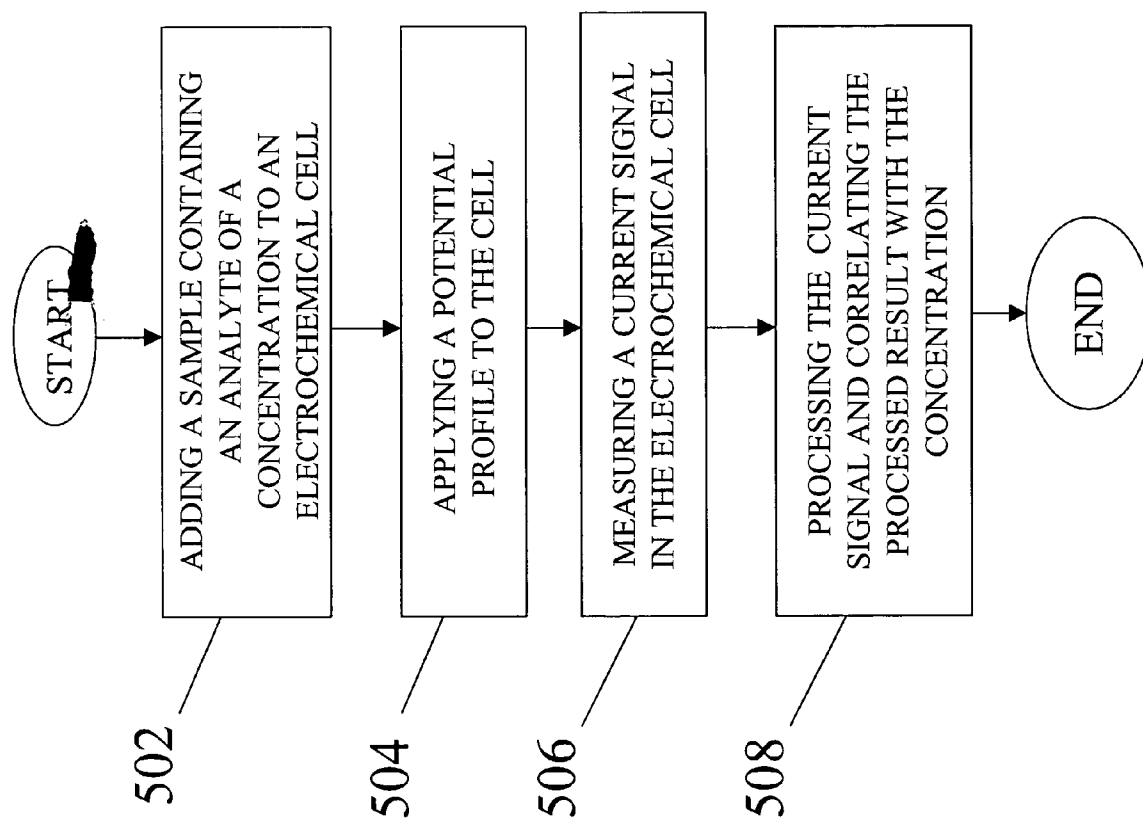 START
502
ADDING A SAMPLE CONTAINING
AN ANALYTE OF A
CONCENTRATION TO AN
ELECTROCHEMICAL CELL
504
APPLYING A POTENTIAL
PROFILE TO THE CELL
506
MEASURING A CURRENT SIGNAL
IN THE ELECTROCHEMICAL CELL
508
PROCESSING THE CURRENT
SIGNAL AND CORRELATING THE
PROCESSED RESULT WITH THE
CONCENTRATION
END